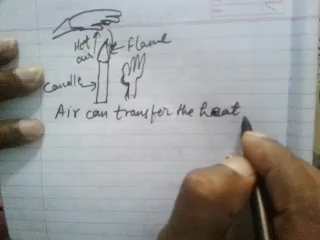 Hot
air
Flame
Candle
Air can transfer the heat